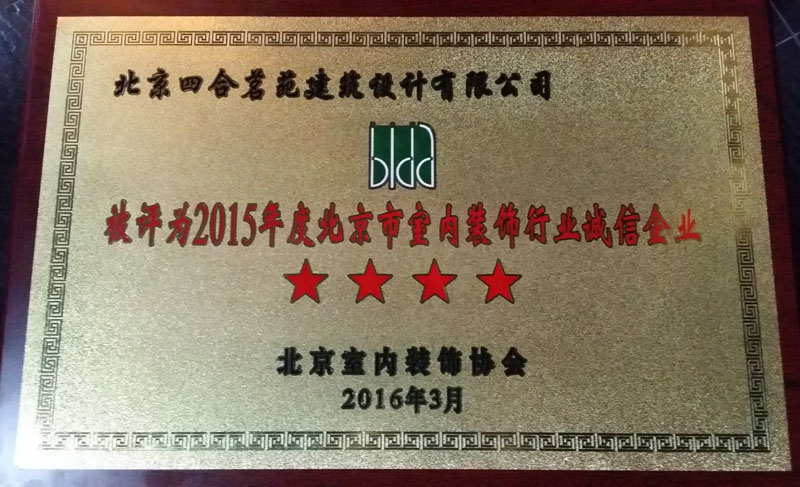 北京四合茗苑建筑设计有限公司
bida
被评为2015年度北京市室内装饰行业诚信企业
北京室内装饰协会
2016年3月